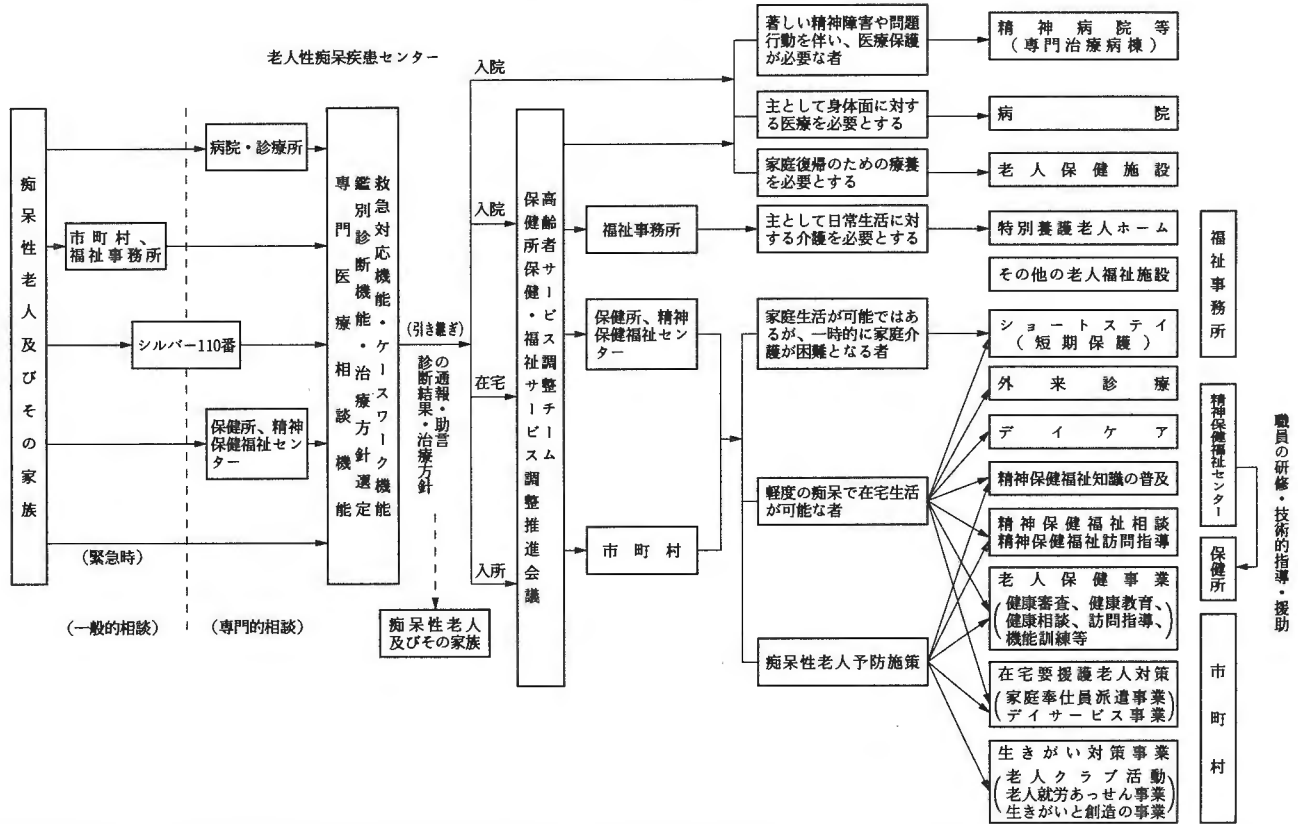 老人性痴呆疾患センター
痴呆性老人及びその家族
病院・診療所
市町村、
福祉事務所
シルバー110番
保健所、精神
保健福祉セン
ター
(緊急時)
(一般的相談)
(専門的相談)
救急対応機能・ケースワーク機能
鑑別診断機能・治療方針選定
専門医療相談機能
(引き継ぎ)
の通報・助言
診断結果・治療方針
痴呆性老人
及びその家族
入院
入院
在宅
入所
高齢者サービス調整チーム
保健所保健・福祉サービス調整推進会議
福祉事務所
保健所、精神
保健福祉セン
ター
市町村
著しい精神障害や問題
行動を伴い、医療保護
が必要な者
主として身体面に対す
る医療を必要とする
家庭復帰のための療養
を必要とする
主として日常生活に対
する介護を必要とする
家庭生活が可能ではあ
るが、一時的に家庭介
護が困難となる者
軽度の痴呆で在宅生活
が可能な者
痴呆性老人予防施策
精神病院等
(専門治療病棟)
病院
老人保健施設
特別養護老人ホーム
その他の老人福祉施設
ショートステイ
(短期保護)
外来診療
デイケア
精神保健福祉知識の普及
精神保健福祉相談
精神保健福祉訪問指導
老人保健事業
(健康審査、健康教育、
健康相談、訪問指導、
機能訓練等)
在宅要援護老人対策
(家庭奉仕員派遣事業
デイサービス事業)
生きがい対策事業
(老人クラブ活動
老人就労あっせん事業
生きがいと創造の事業)
福祉事務所
精神保健福祉センター
保健所
市町村
職員の研修・技術的指導・援助